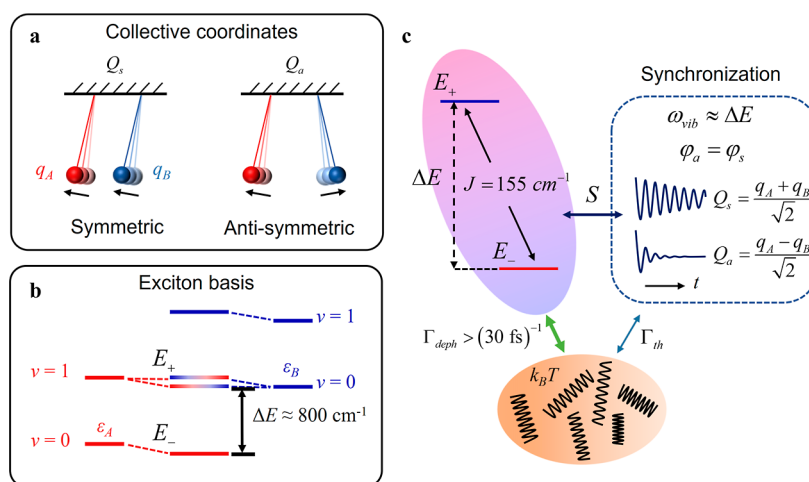 a
Collective coordinates
Q_s
Q_a
q_A
q_B
Symmetric
Anti-symmetric
b
Exciton basis
ν = 1
E_+
ν = 1
ε_B
ν = 0
ΔE ≈ 800 cm⁻¹
ε_A
ν = 0
E_-
c
E_+
ΔE
J = 155 cm⁻¹
E_-
S
Synchronization
ω_vib ≈ ΔE
φ_a = φ_s
Q_s = (q_A + q_B)/√2
Q_a = (q_A − q_B)/√2
t
Γ_deph > (30 fs)⁻¹
Γ_th
k_BT